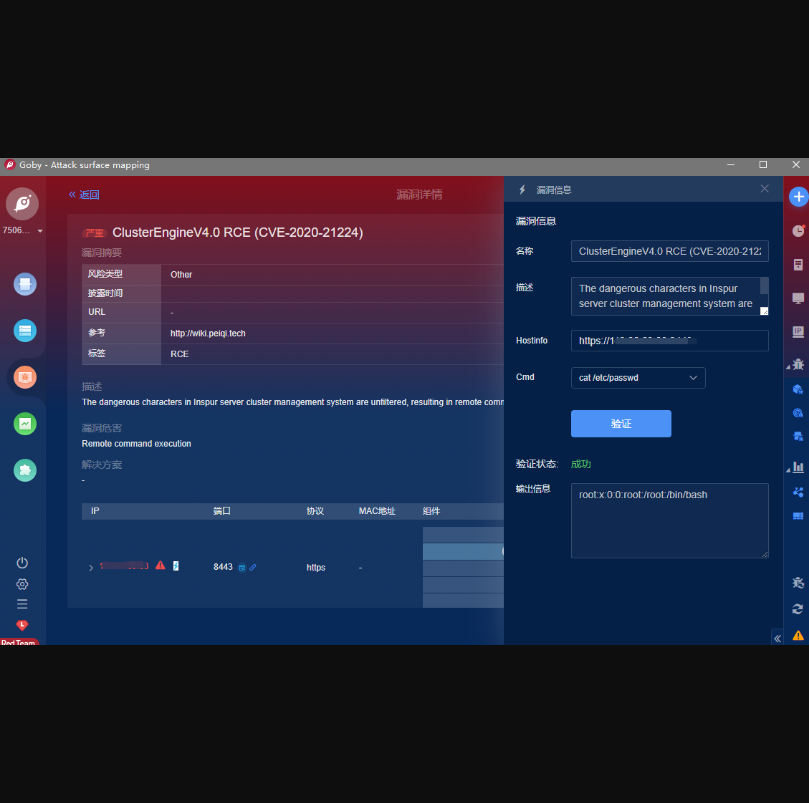 Goby - Attack surface mapping
7506...
Red Team
« 返回
漏洞详情
严重 ClusterEngineV4.0 RCE (CVE-2020-21224)
漏洞摘要
风险类型 Other
披露时间
URL -
参考 http://wiki.peiqi.tech
标签 RCE
描述
The dangerous characters in Inspur server cluster management system are unfiltered, resulting in remote comm
漏洞危害
Remote command execution
解决方案
-
IP 端口 协议 MAC地址 组件
8443 https -
漏洞信息
漏洞信息
名称 ClusterEngineV4.0 RCE (CVE-2020-2122
描述 The dangerous characters in Inspur
server cluster management system are
Hostinfo https://1
Cmd cat /etc/passwd
验证
验证状态: 成功
输出信息 root:x:0:0:root:/root:/bin/bash
IP